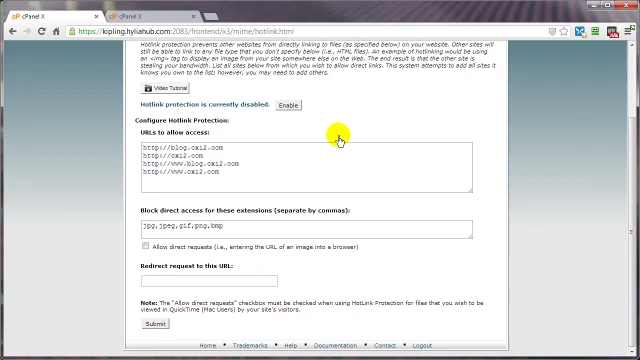 cPanel X
cPanel X
https://kipling.hyliahub.com:2083/frontend/x3/mime/hotlink.html
Hotlink protection prevents other websites from directly linking to files (as specified below) on your website. Other sites will
still be able to link to any file type that you don't specify below (i.e., HTML files). An example of hotlinking would be using an
<img> tag to display an image from your site somewhere else on the Web. The end result is that the other site is
stealing your bandwidth. List all sites below from which you wish to allow direct links. This system attempts to add all sites it
knows you own to the list; however, you may need to add others.
Video Tutorial
Hotlink protection is currently disabled. Enable
Configure Hotlink Protection:
URLs to allow access:
http://blog.oxi2.com
http://oxi2.com
http://www.blog.oxi2.com
http://www.oxi2.com
Block direct access for these extensions (separate by commas):
jpg,jpeg,gif,png,bmp
Allow direct requests (i.e., entering the URL of an image into a browser)
Redirect request to this URL:
Note: The "Allow direct requests" checkbox must be checked when using HotLink Protection for files that you wish to be
viewed in QuickTime (Mac Users) by your site's visitors.
Submit
Home • Trademarks • Help • Documentation • Contact • Logout